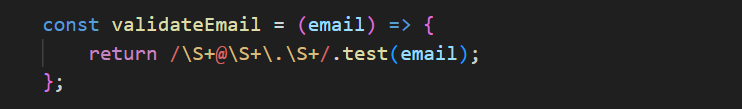 const validateEmail = (email) => {
    return /\S+@\S+\.\S+/.test(email);
};